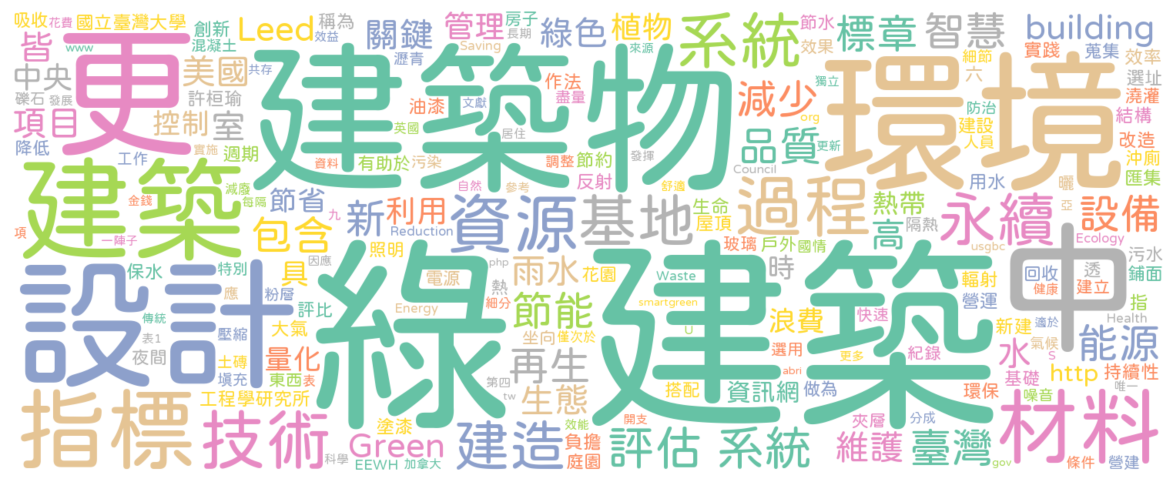 吸收 花費 國立臺灣大學 創新 稱為 房子 長期 管理 綠色 植物 節水 來源 標章 智慧 實踐 蒐集 building
皆 www 混凝土 效益 Leed Saving 關鍵 效果 細節 效率
更 建築物 系統 環境
中央 美國 共存 瀝青 作法 盡量 獨立 六 選址
礫石 發展 許桓瑜 油漆 文獻 減少 org 防治 澆灌
項目 控制 室 英國 居住 品質 更新 建設 人員 結構 改造
降低 工作 實施 週期 有助於 污染 調整 節約 發揮 Council 沖廁 匯集
建築 金錢 減廢 每隔 節省 資料 自然 參考 反射 舒適 生命 過程 熱帶 用水 曬
項 一陣子 包含 九 新 利用 Reduction 資源 基地 屋頂 隔熱 高 永續 亞 設備
國情 因應 照明 php 玻璃 戶外 usgbc Ecology
設計 綠建築 中
保水 特別 具 電源 熱 雨水 花園 Waste 輻射 回收 透 污水 鋪面
應 粉層 評比 細分 Energy 節能 smartgreen 時 營運 健康 建立 指 Health
傳統 壓縮 大氣 坐向 僅次於 U 浪費 快速 新建 適於 能源
表1 夜間 土磚 量化 再生 選用 更多 紀錄 氣候 S 水 持續性
填充 東西 表 第四 tw 生態 搭配 資訊網 做為 abri 環保 基礎 http 唯一 噪音
指標 工程學研究所 技術 塗漆 建造 效能 開支 夾層 分成 材料
Green 負擔 評估 系統 維護 臺灣
科學 EEWH 加拿大 庭園 gov 條件 營建